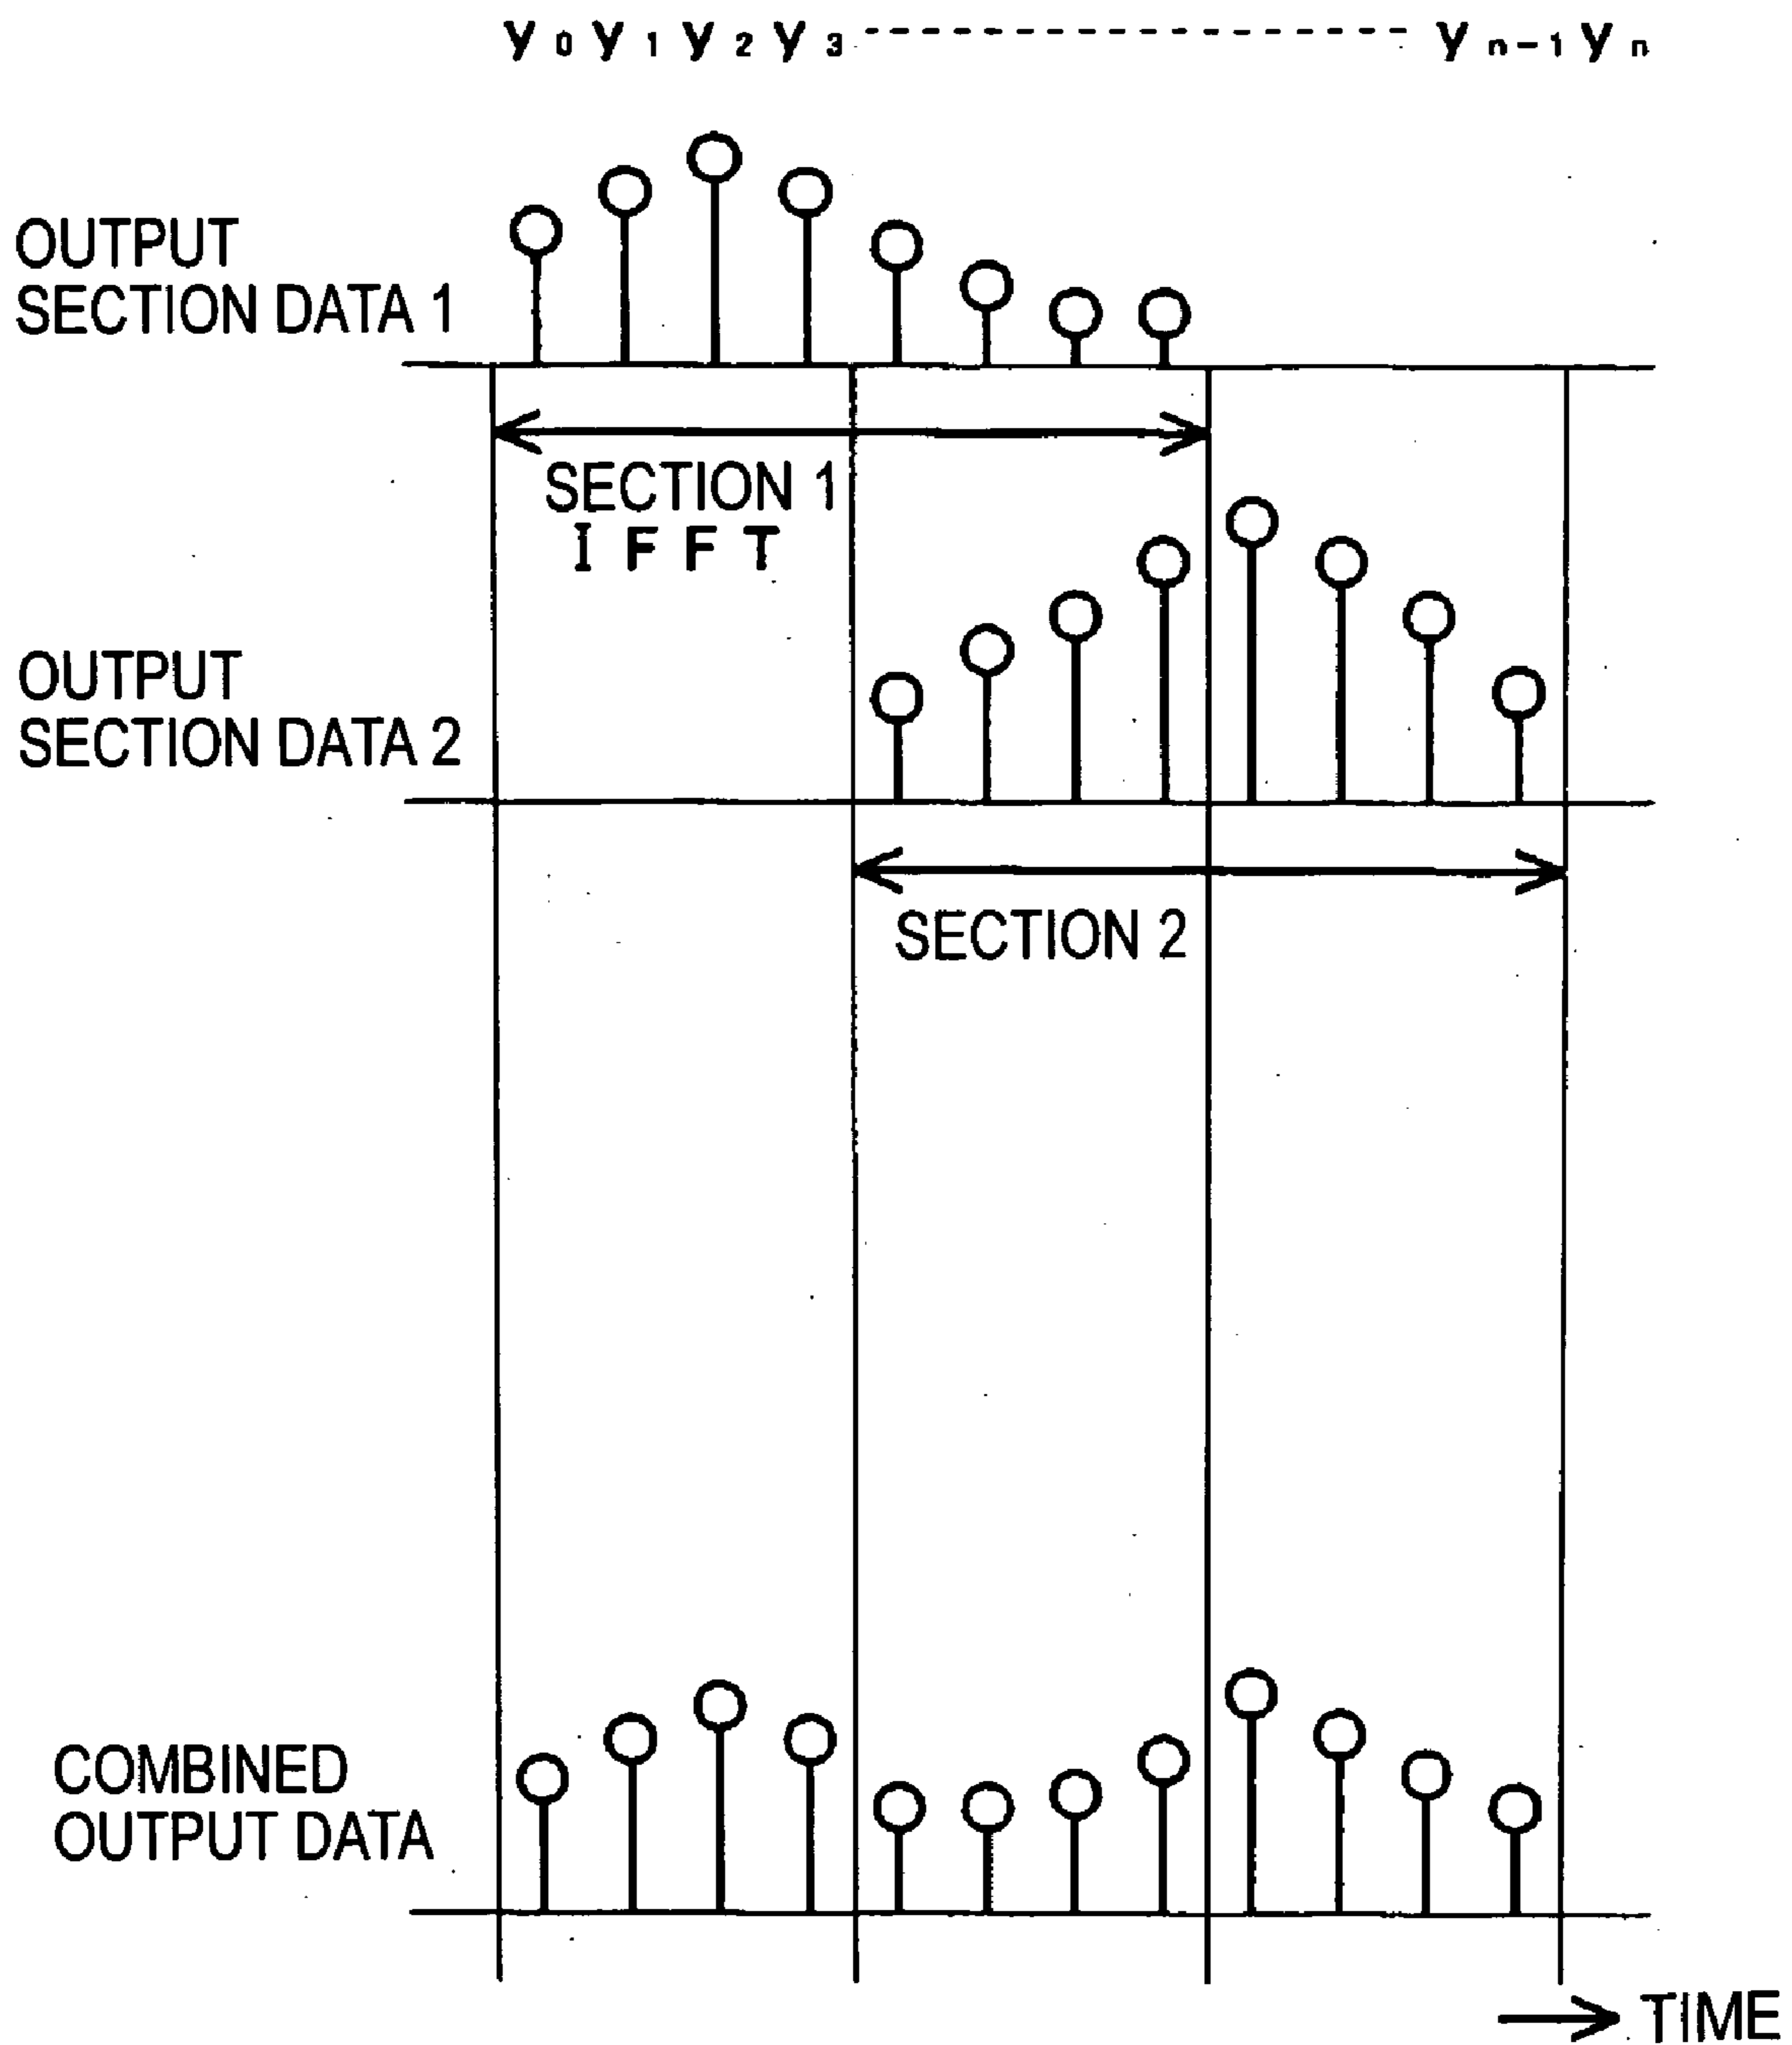 y₀ y₁ y₂ y₃ -------------------- yₙ₋₁ yₙ
OUTPUT
SECTION DATA 1
SECTION 1
I F F T
OUTPUT
SECTION DATA 2
SECTION 2
COMBINED
OUTPUT DATA
TIME